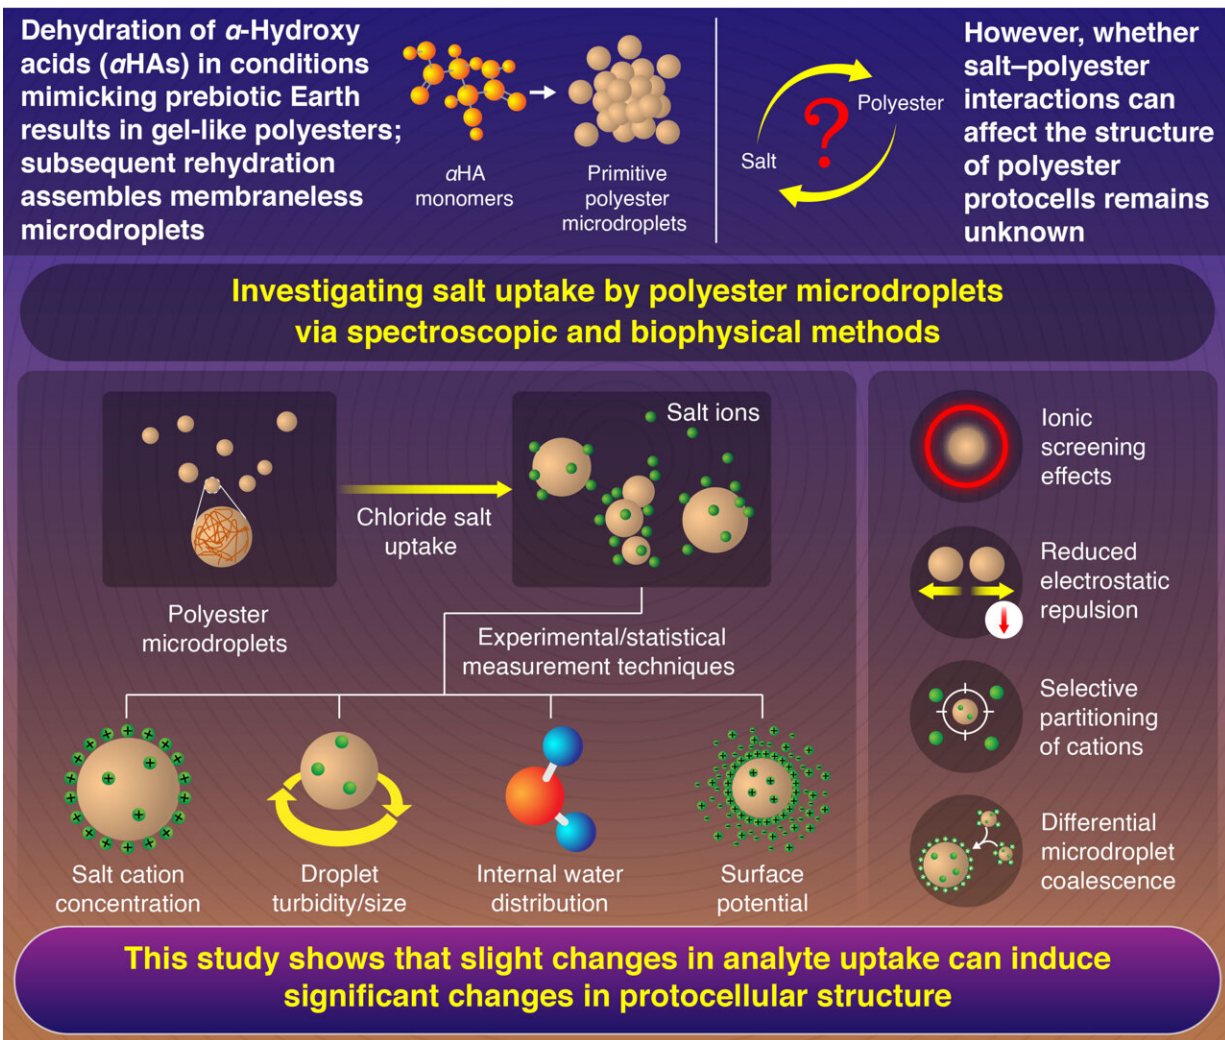 Dehydration of α-Hydroxy
acids (αHAs) in conditions
mimicking prebiotic Earth
results in gel-like polyesters;
subsequent rehydration
assembles membraneless
microdroplets
αHA
monomers
Primitive
polyester
microdroplets
Salt
?
Polyester
However, whether
salt–polyester
interactions can
affect the structure
of polyester
protocells remains
unknown
Investigating salt uptake by polyester microdroplets
via spectroscopic and biophysical methods
Polyester
microdroplets
Chloride salt
uptake
Salt ions
Experimental/statistical
measurement techniques
Salt cation
concentration
Droplet
turbidity/size
Internal water
distribution
Surface
potential
Ionic
screening
effects
Reduced
electrostatic
repulsion
Selective
partitioning
of cations
Differential
microdroplet
coalescence
This study shows that slight changes in analyte uptake can induce
significant changes in protocellular structure